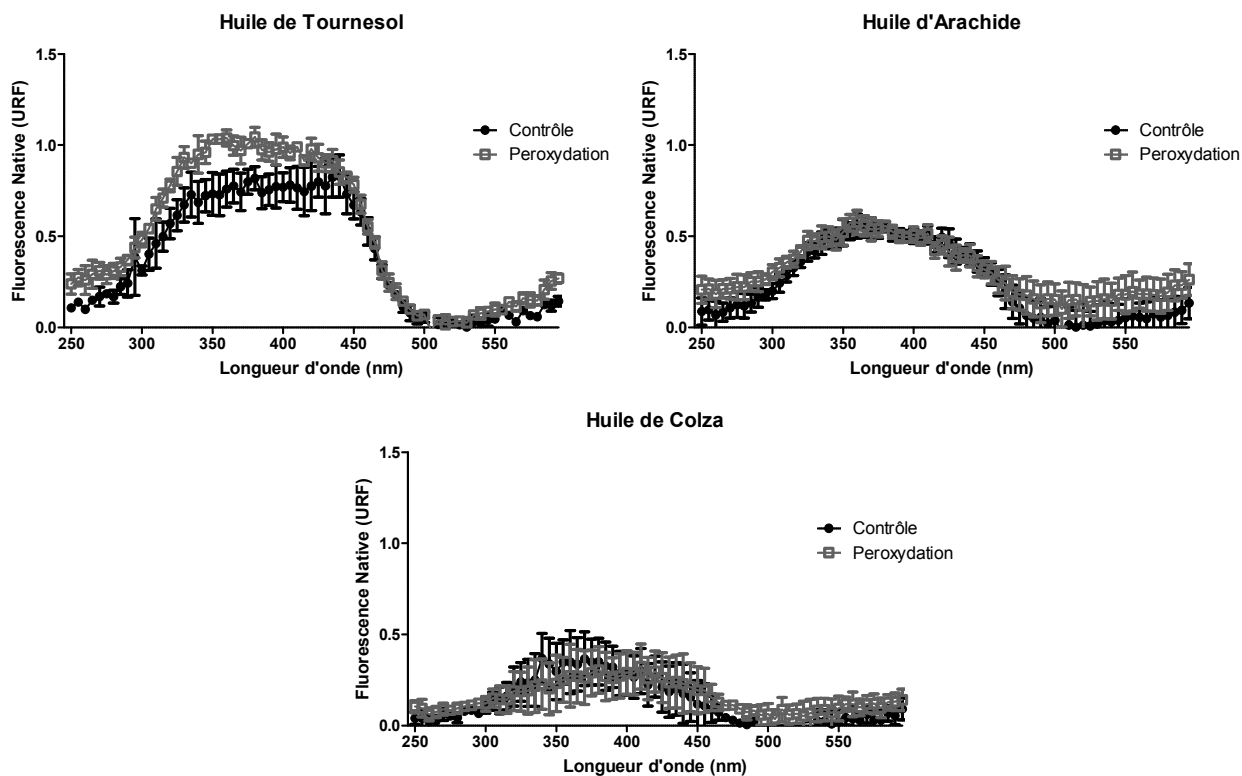 Huile de Tournesol
Fluorescence Native (URF)
1.5
1.0
0.5
0.0
250 300 350 400 450 500 550
Longueur d'onde (nm)
Contrôle
Peroxydation
Huile d'Arachide
Fluorescence Native (URF)
1.5
1.0
0.5
0.0
250 300 350 400 450 500 550
Longueur d'onde (nm)
Contrôle
Peroxydation
Huile de Colza
Fluorescence Native (URF)
1.5
1.0
0.5
0.0
250 300 350 400 450 500 550
Longueur d'onde (nm)
Contrôle
Peroxydation